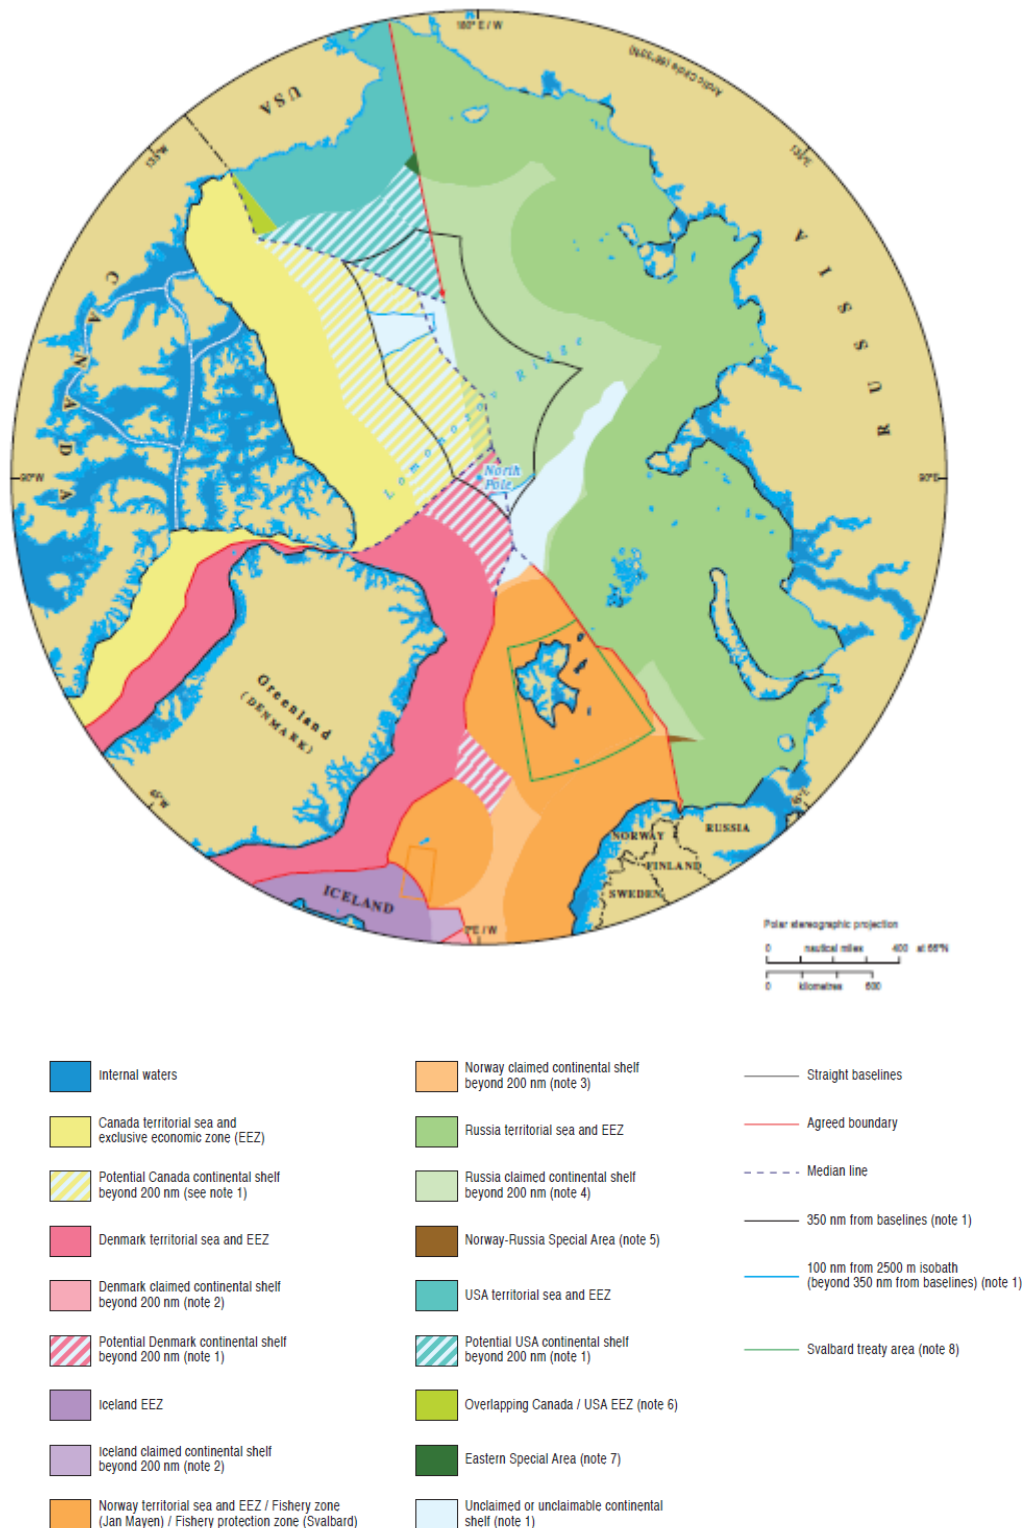 180° E / W
Arctic Circle (66°33'N)
USA
135°W
135°E
CANADA
RUSSIA
Lomonosov Ridge
North
Pole
90°W
90°E
Greenland
(DENMARK)
45°W
45°E
NORWAY
RUSSIA
FINLAND
SWEDEN
ICELAND
0°E / W
Polar stereographic projection
0 nautical miles 400 at 66°N
0 kilometres 600
Internal waters
Canada territorial sea and
exclusive economic zone (EEZ)
Potential Canada continental shelf
beyond 200 nm (see note 1)
Denmark territorial sea and EEZ
Denmark claimed continental shelf
beyond 200 nm (note 2)
Potential Denmark continental shelf
beyond 200 nm (note 1)
Iceland EEZ
Iceland claimed continental shelf
beyond 200 nm (note 2)
Norway territorial sea and EEZ / Fishery zone
(Jan Mayen) / Fishery protection zone (Svalbard)
Norway claimed continental shelf
beyond 200 nm (note 3)
Russia territorial sea and EEZ
Russia claimed continental shelf
beyond 200 nm (note 4)
Norway-Russia Special Area (note 5)
USA territorial sea and EEZ
Potential USA continental shelf
beyond 200 nm (note 1)
Overlapping Canada / USA EEZ (note 6)
Eastern Special Area (note 7)
Unclaimed or unclaimable continental
shelf (note 1)
Straight baselines
Agreed boundary
Median line
350 nm from baselines (note 1)
100 nm from 2500 m isobath
(beyond 350 nm from baselines) (note 1)
Svalbard treaty area (note 8)